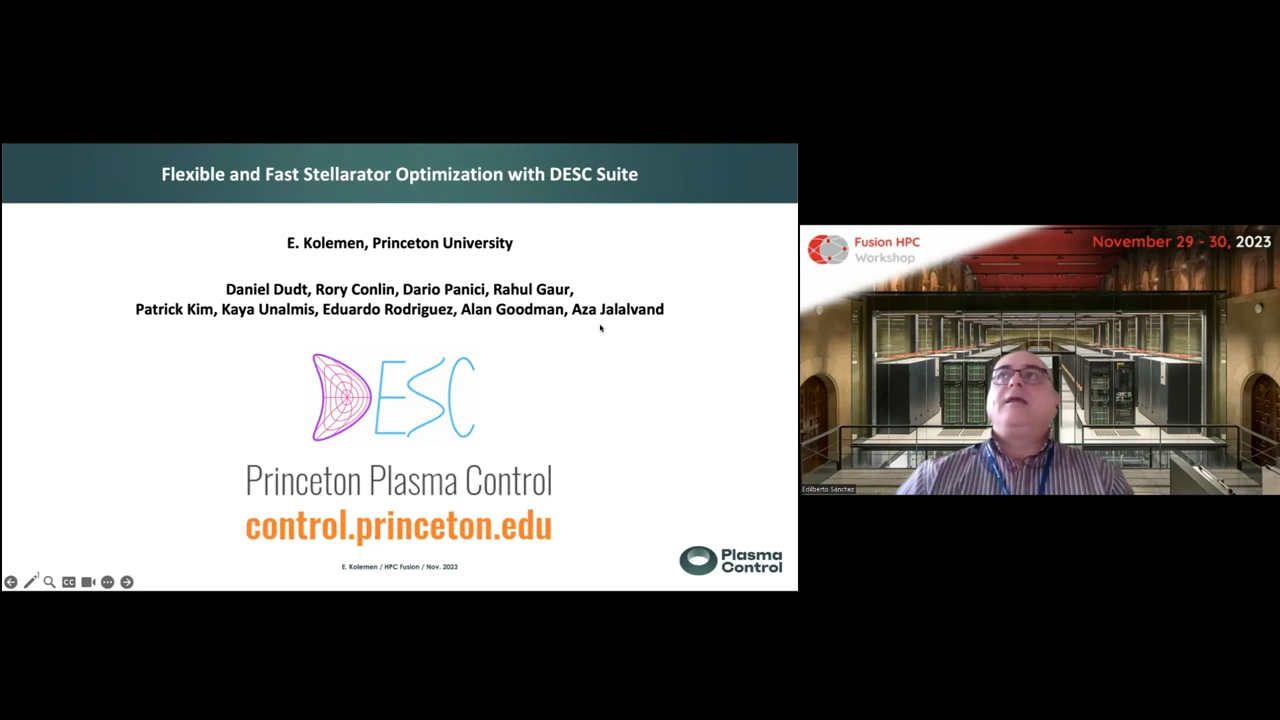 Flexible and Fast Stellarator Optimization with DESC Suite
E. Kolemen, Princeton University
Daniel Dudt, Rory Conlin, Dario Panici, Rahul Gaur,
Patrick Kim, Kaya Unalmis, Eduardo Rodriguez, Alan Goodman, Aza Jalalvand
DESC
Princeton Plasma Control
control.princeton.edu
E. Kolemen / HPC Fusion / Nov. 2023
Plasma
Control
CC
Fusion HPC
Workshop
November 29 - 30, 2023
Edilberto Sánchez